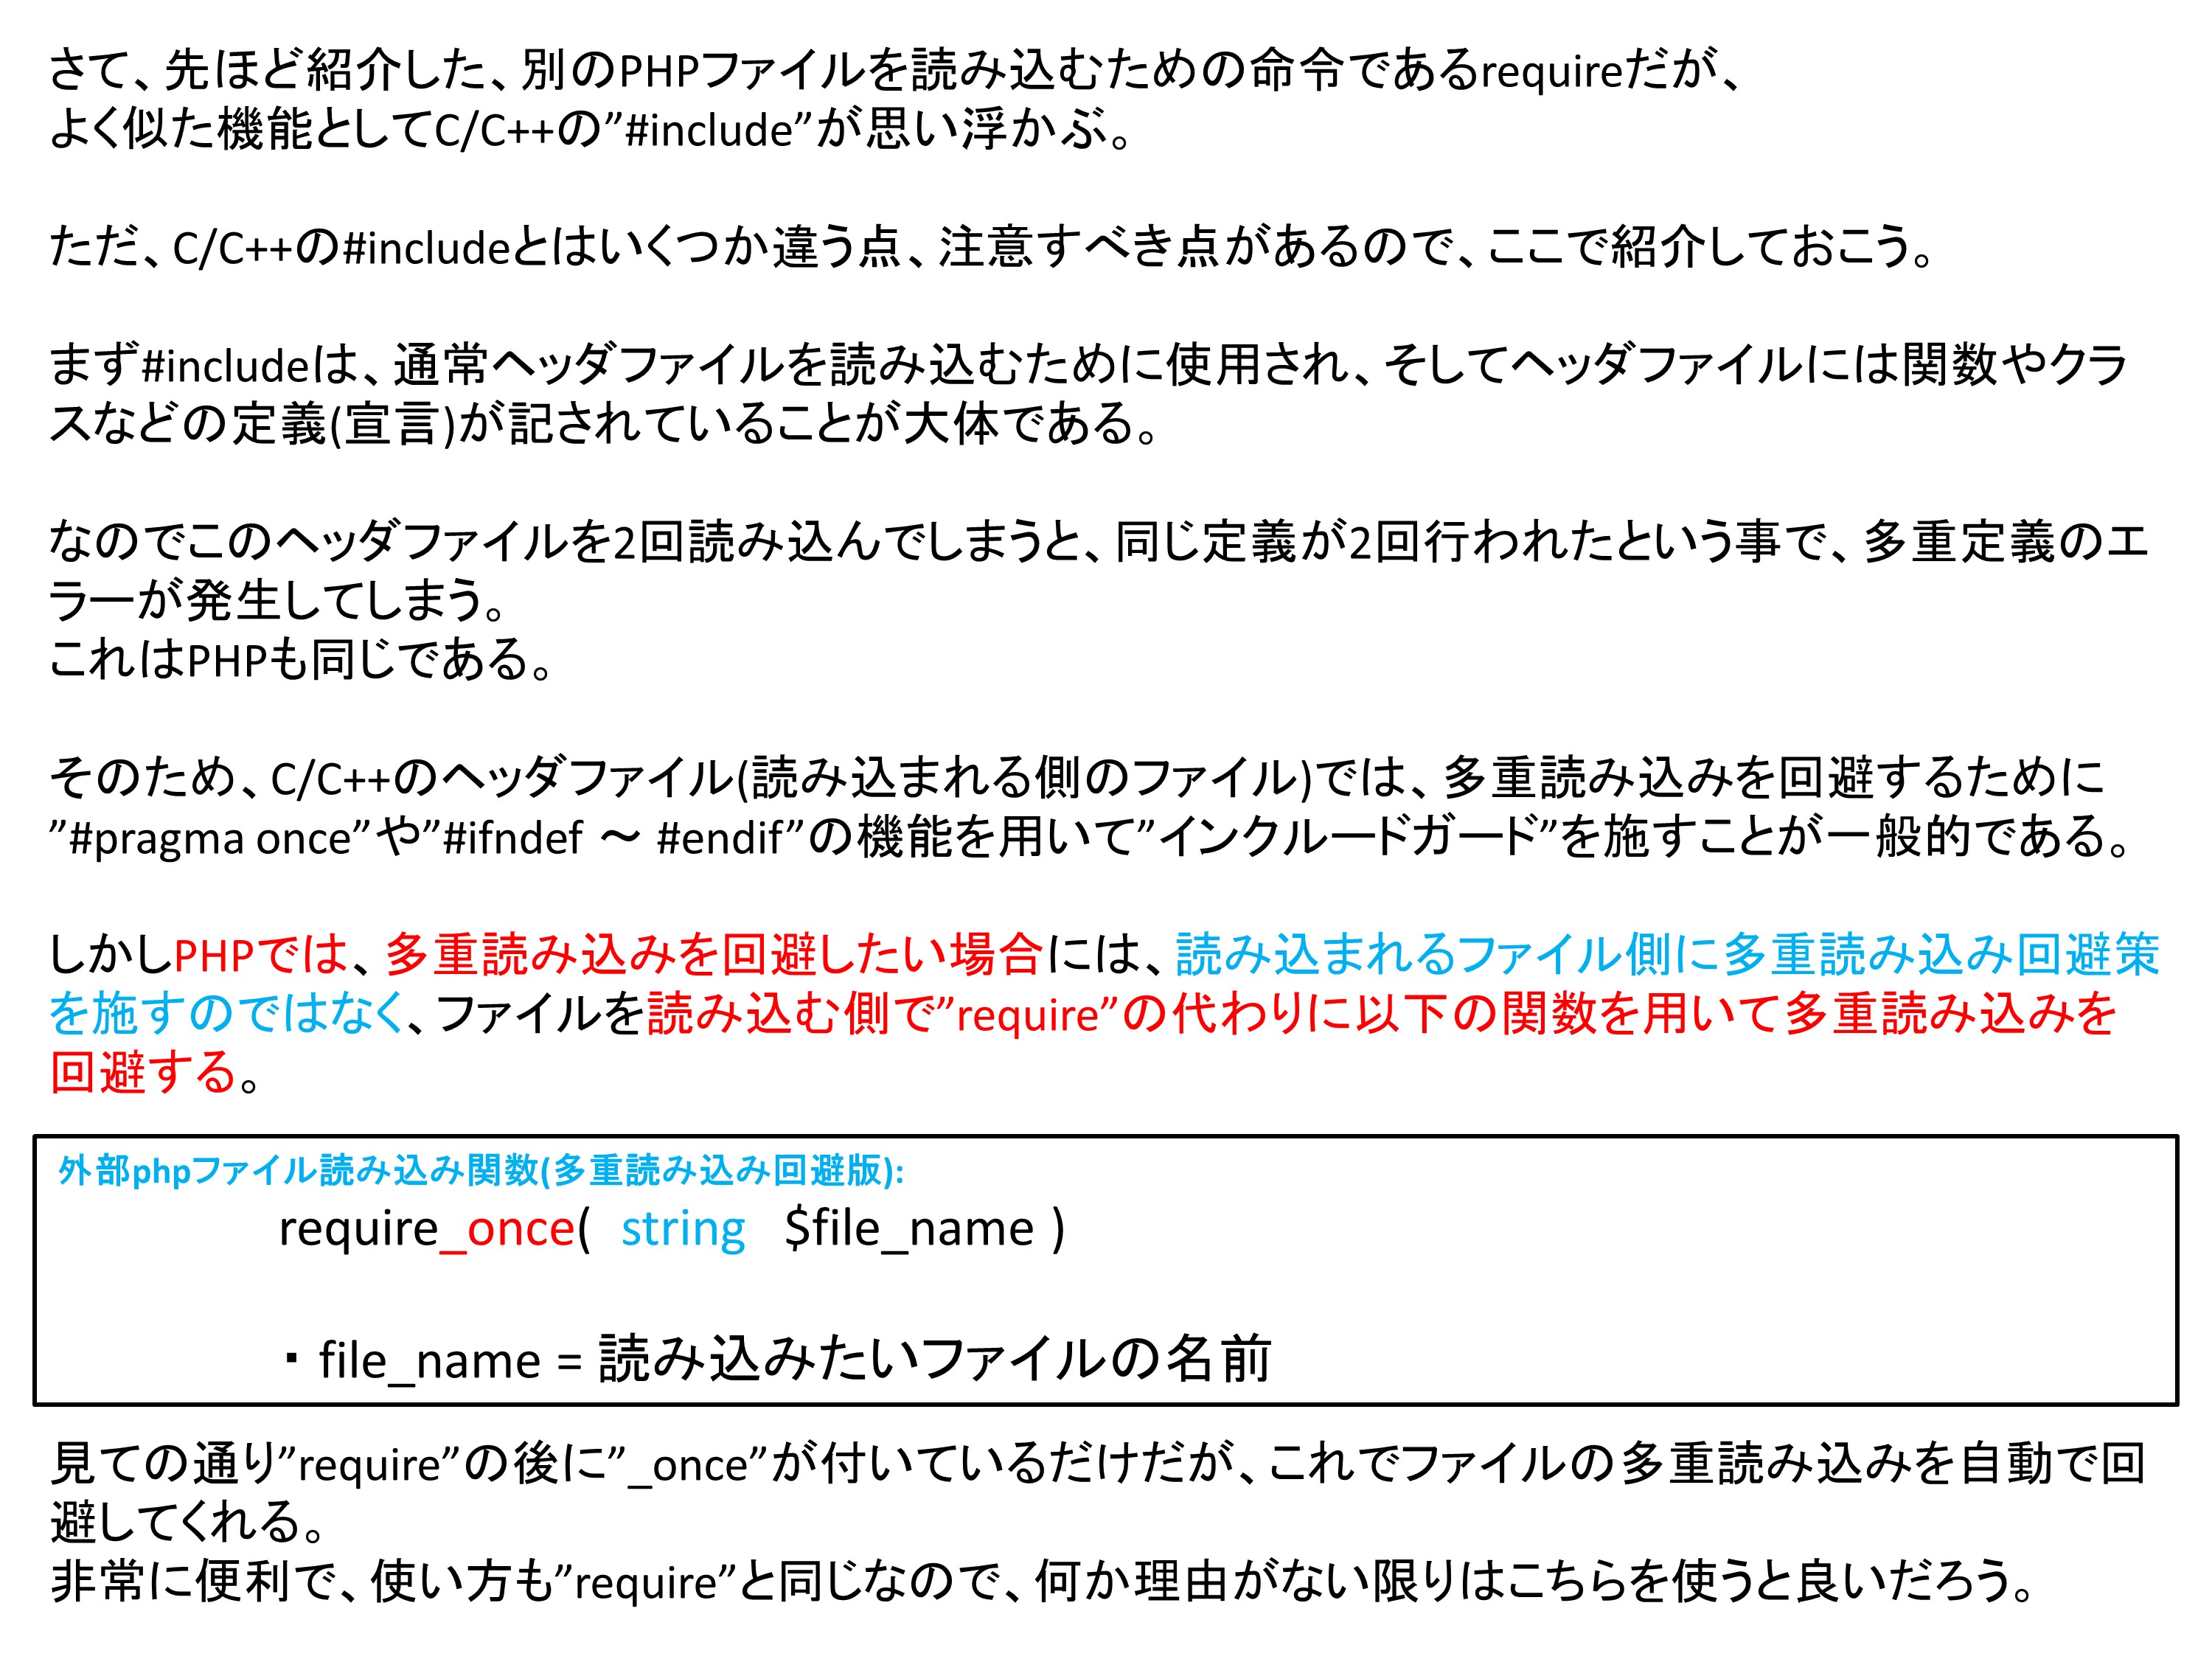 さて、先ほど紹介した、別のPHPファイルを読み込むための命令であるrequireだが、
よく似た機能としてC/C++の”#include”が思い浮かぶ。
ただ、C/C++の#includeとはいくつか違う点、注意すべき点があるので、ここで紹介しておこう。
まず#includeは、通常ヘッダファイルを読み込むために使用され、そしてヘッダファイルには関数やクラ
スなどの定義(宣言)が記されていることが大体である。
なのでこのヘッダファイルを2回読み込んでしまうと、同じ定義が2回行われたという事で、多重定義のエ
ラーが発生してしまう。
これはPHPも同じである。
そのため、C/C++のヘッダファイル(読み込まれる側のファイル)では、多重読み込みを回避するために
”#pragma once”や”#ifndef ～ #endif”の機能を用いて”インクルードガード”を施すことが一般的である。
しかしPHPでは、多重読み込みを回避したい場合には、読み込まれるファイル側に多重読み込み回避策
を施すのではなく、ファイルを読み込む側で”require”の代わりに以下の関数を用いて多重読み込みを
回避する。
外部phpファイル読み込み関数(多重読み込み回避版):
require_once( string $file_name )
・file_name = 読み込みたいファイルの名前
見ての通り”require”の後に”_once”が付いているだけだが、これでファイルの多重読み込みを自動で回
避してくれる。
非常に便利で、使い方も”require”と同じなので、何か理由がない限りはこちらを使うと良いだろう。